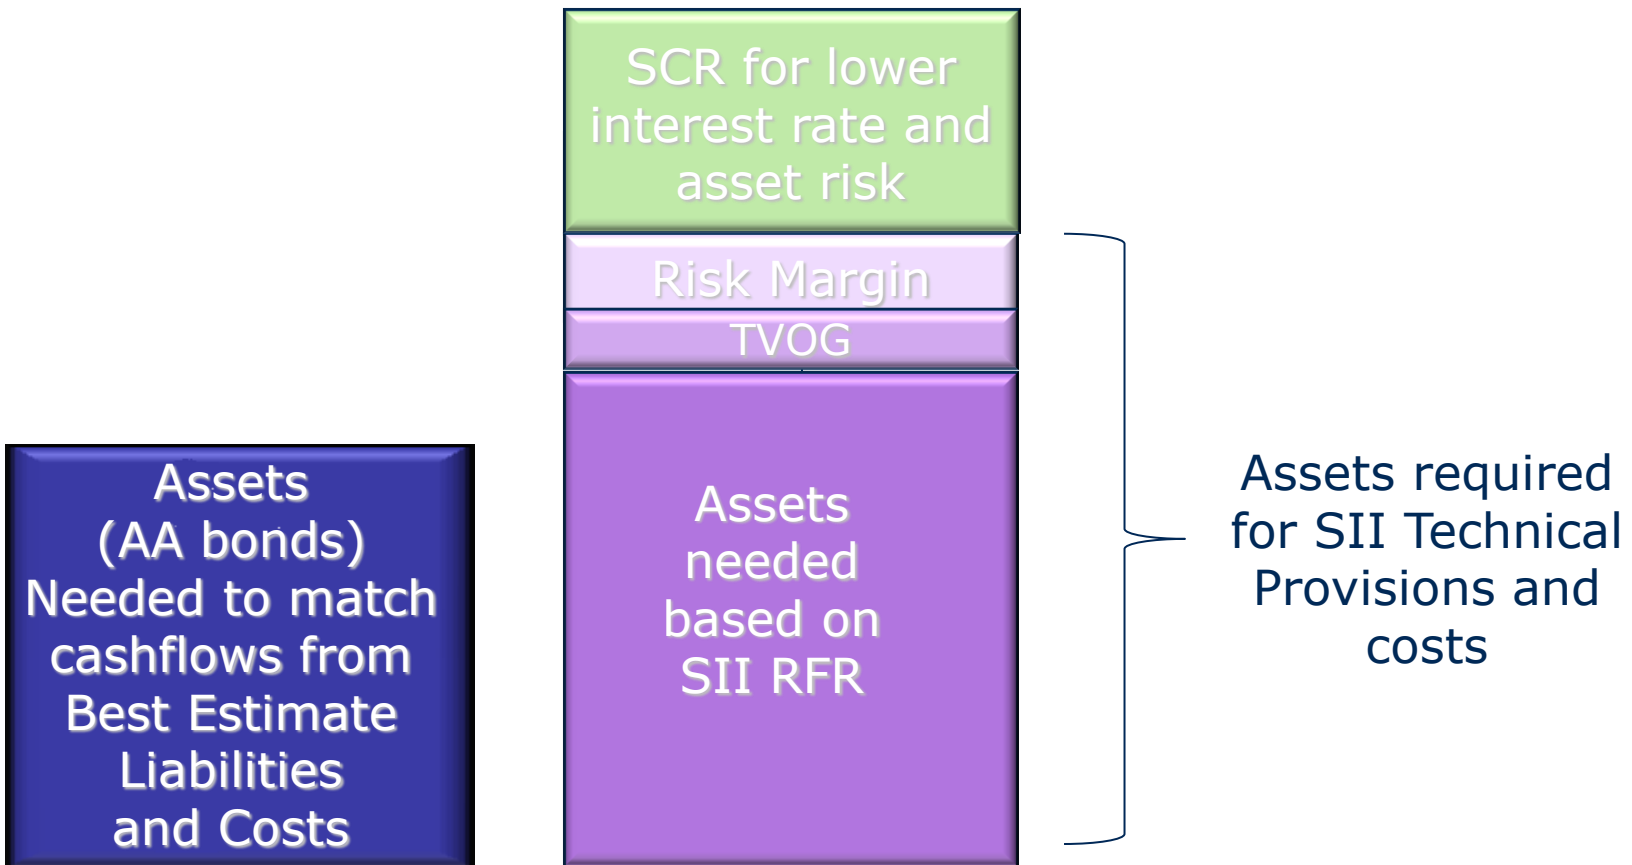 SCR for lower
interest rate and
asset risk
Risk Margin
TVOG
Assets
(AA bonds)
Needed to match
cashflows from
Best Estimate
Liabilities
and Costs
Assets
needed
based on
SII RFR
Assets required
for SII Technical
Provisions and
costs